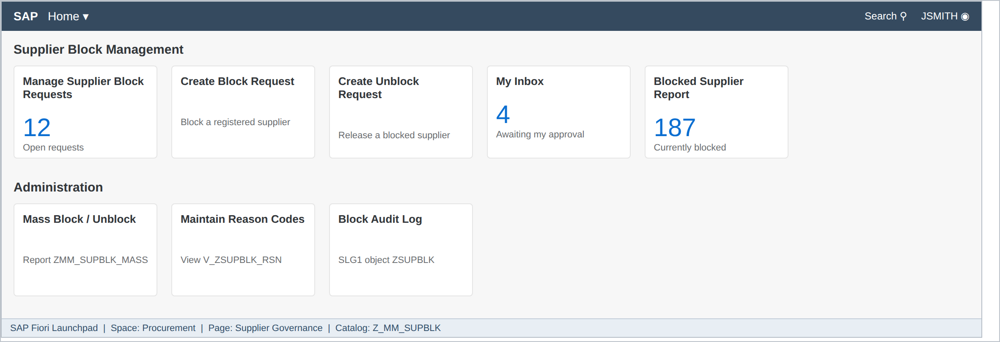 SAP Home ▾ Search ⚲ JSMITH ◉
Supplier Block Management
Manage Supplier Block
Requests
12
Open requests
Create Block Request
Block a registered supplier
Create Unblock
Request
Release a blocked supplier
My Inbox
4
Awaiting my approval
Blocked Supplier
Report
187
Currently blocked
Administration
Mass Block / Unblock
Report ZMM_SUPBLK_MASS
Maintain Reason Codes
View V_ZSUPBLK_RSN
Block Audit Log
SLG1 object ZSUPBLK
SAP Fiori Launchpad | Space: Procurement | Page: Supplier Governance | Catalog: Z_MM_SUPBLK